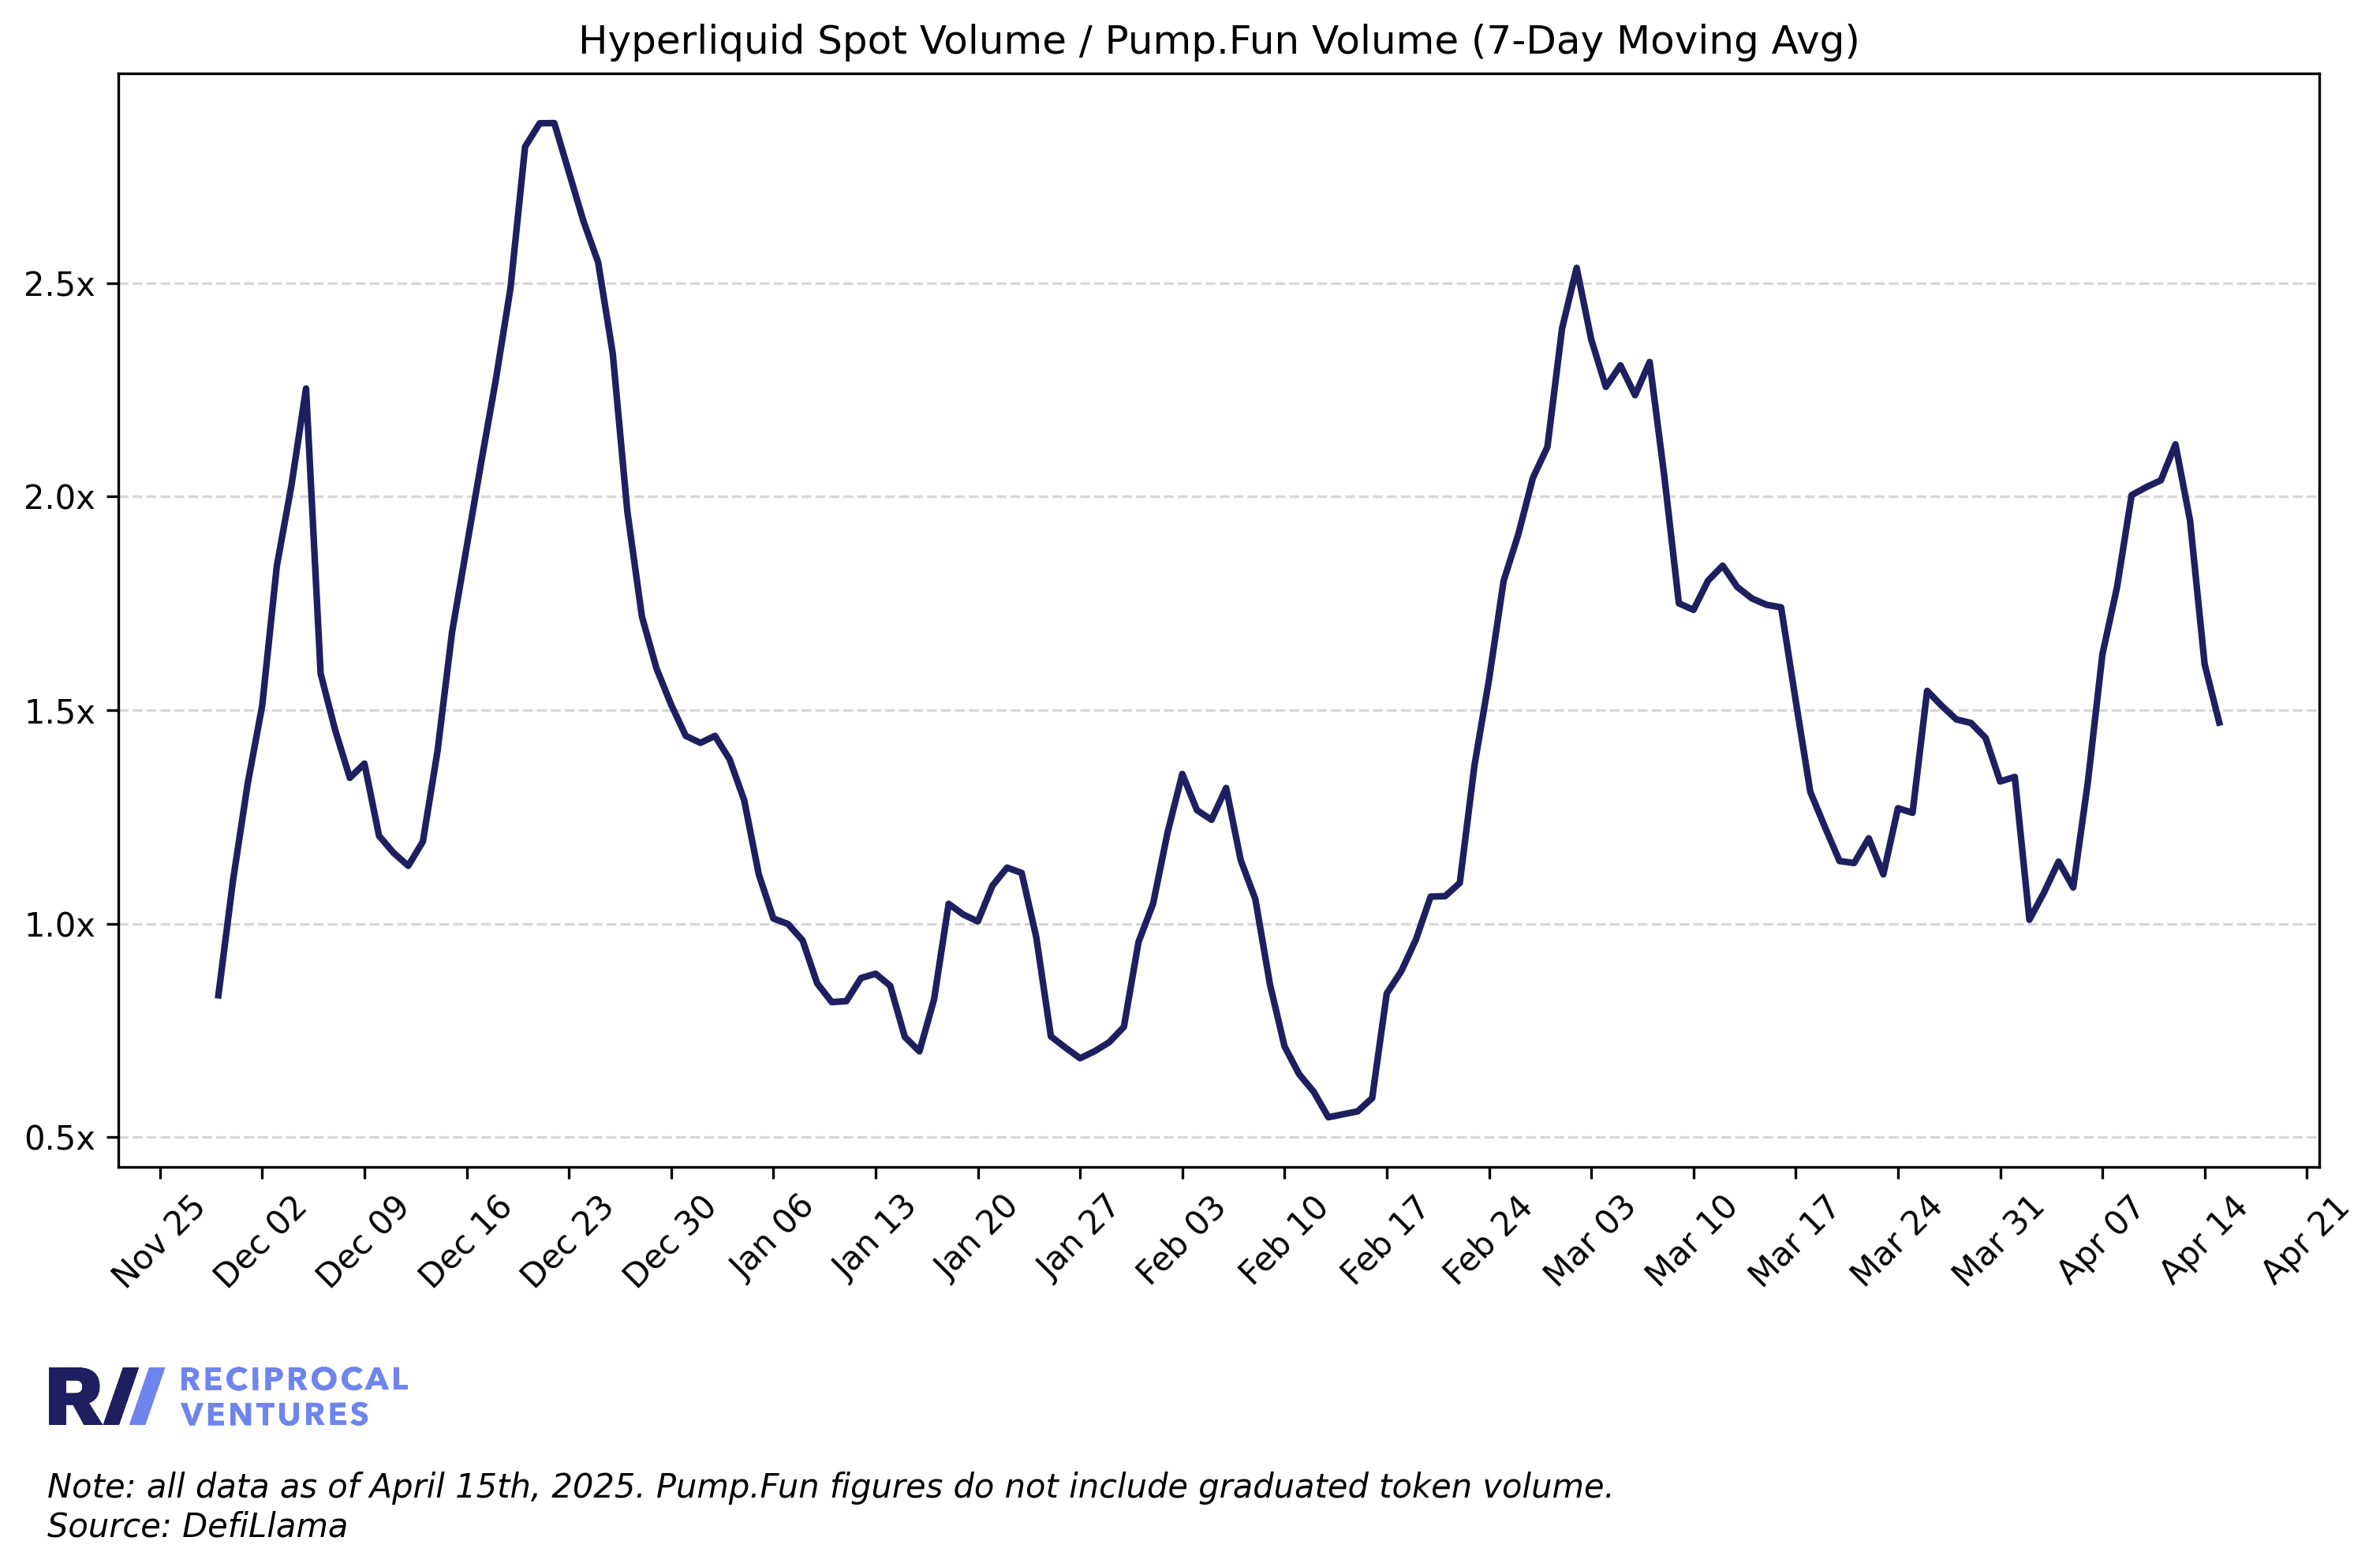 Hyperliquid Spot Volume / Pump.Fun Volume (7-Day Moving Avg)
2.5x
2.0x
1.5x
1.0x
0.5x
Nov 25
Dec 02
Dec 09
Dec 16
Dec 23
Dec 30
Jan 06
Jan 13
Jan 20
Jan 27
Feb 03
Feb 10
Feb 17
Feb 24
Mar 03
Mar 10
Mar 17
Mar 24
Mar 31
Apr 07
Apr 14
Apr 21
R// RECIPROCAL
VENTURES
Note: all data as of April 15th, 2025. Pump.Fun figures do not include graduated token volume.
Source: DefiLlama